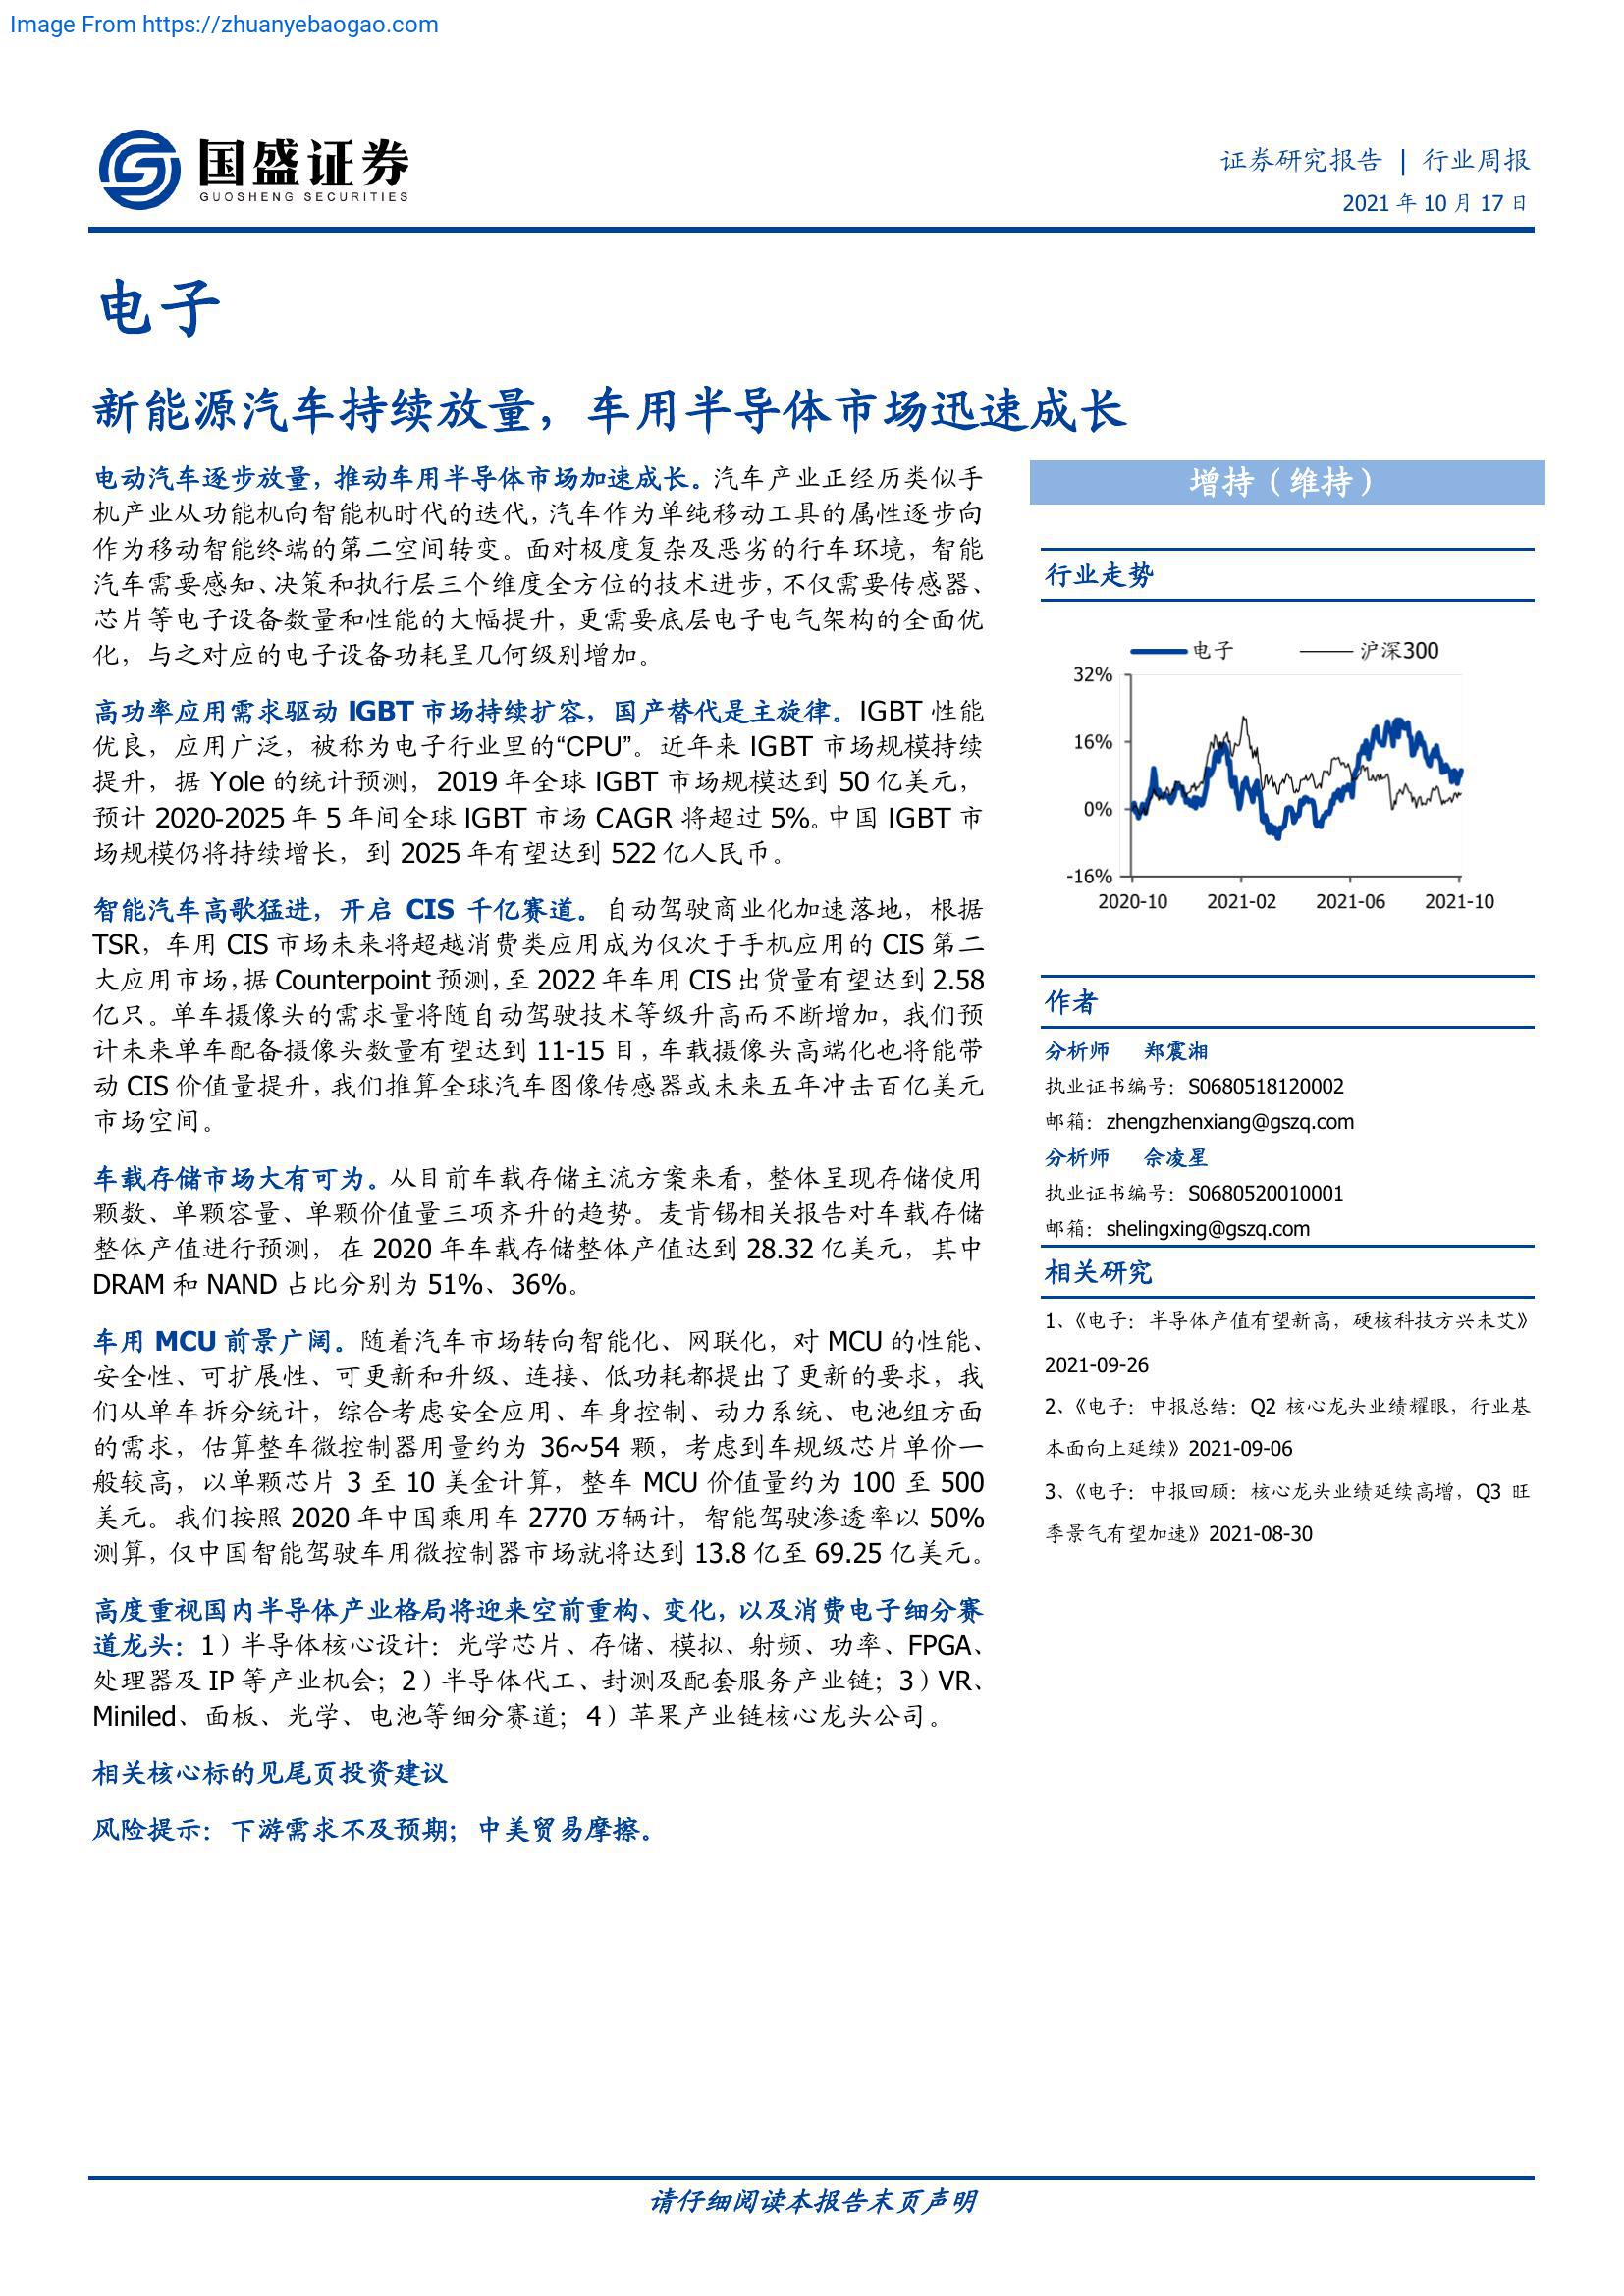 Image From https://zhuanyebaogao.com
国盛证券
GUOSHENG SECURITIES
证券研究报告 | 行业周报
2021 年 10 月 17 日
电子
新能源汽车持续放量，车用半导体市场迅速成长
电动汽车逐步放量，推动车用半导体市场加速成长。汽车产业正经历类似手
机产业从功能机向智能机时代的迭代，汽车作为单纯移动工具的属性逐步向
作为移动智能终端的第二空间转变。面对极度复杂及恶劣的行车环境，智能
汽车需要感知、决策和执行层三个维度全方位的技术进步，不仅需要传感器、
芯片等电子设备数量和性能的大幅提升，更需要底层电子电气架构的全面优
化，与之对应的电子设备功耗呈几何级别增加。
高功率应用需求驱动 IGBT 市场持续扩容，国产替代是主旋律。IGBT 性能
优良，应用广泛，被称为电子行业里的“CPU”。近年来 IGBT 市场规模持续
提升，据 Yole 的统计预测，2019 年全球 IGBT 市场规模达到 50 亿美元，
预计 2020-2025 年 5 年间全球 IGBT 市场 CAGR 将超过 5%。中国 IGBT 市
场规模仍将持续增长，到 2025 年有望达到 522 亿人民币。
智能汽车高歌猛进，开启 CIS 千亿赛道。自动驾驶商业化加速落地，根据
TSR，车用 CIS 市场未来将超越消费类应用成为仅次于手机应用的 CIS 第二
大应用市场，据 Counterpoint 预测，至 2022 年车用 CIS 出货量有望达到 2.58
亿只。单车摄像头的需求量将随自动驾驶技术等级升高而不断增加，我们预
计未来单车配备摄像头数量有望达到 11-15 目，车载摄像头高端化也将能带
动 CIS 价值量提升，我们推算全球汽车图像传感器或未来五年冲击百亿美元
市场空间。
车载存储市场大有可为。从目前车载存储主流方案来看，整体呈现存储使用
颗数、单颗容量、单颗价值量三项齐升的趋势。麦肯锡相关报告对车载存储
整体产值进行预测，在 2020 年车载存储整体产值达到 28.32 亿美元，其中
DRAM 和 NAND 占比分别为 51%、36%。
车用 MCU 前景广阔。随着汽车市场转向智能化、网联化，对 MCU 的性能、
安全性、可扩展性、可更新和升级、连接、低功耗都提出了更新的要求，我
们从单车拆分统计，综合考虑安全应用、车身控制、动力系统、电池组方面
的需求，估算整车微控制器用量约为 36~54 颗，考虑到车规级芯片单价一
般较高，以单颗芯片 3 至 10 美金计算，整车 MCU 价值量约为 100 至 500
美元。我们按照 2020 年中国乘用车 2770 万辆计，智能驾驶渗透率以 50%
测算，仅中国智能驾驶车用微控制器市场就将达到 13.8 亿至 69.25 亿美元。
高度重视国内半导体产业格局将迎来空前重构、变化，以及消费电子细分赛
道龙头：1）半导体核心设计：光学芯片、存储、模拟、射频、功率、FPGA、
处理器及 IP 等产业机会；2）半导体代工、封测及配套服务产业链；3）VR、
Miniled、面板、光学、电池等细分赛道；4）苹果产业链核心龙头公司。
相关核心标的见尾页投资建议
风险提示：下游需求不及预期；中美贸易摩擦。
增持（维持）
行业走势
电子 沪深300
32%
16%
0%
-16%
2020-10 2021-02 2021-06 2021-10
作者
分析师 郑震湘
执业证书编号：S0680518120002
邮箱：zhengzhenxiang@gszq.com
分析师 佘凌星
执业证书编号：S0680520010001
邮箱：shelingxing@gszq.com
相关研究
1、《电子：半导体产值有望新高，硬核科技方兴未艾》
2021-09-26
2、《电子：中报总结：Q2 核心龙头业绩耀眼，行业基
本面向上延续》2021-09-06
3、《电子：中报回顾：核心龙头业绩延续高增，Q3 旺
季景气有望加速》2021-08-30
请仔细阅读本报告末页声明